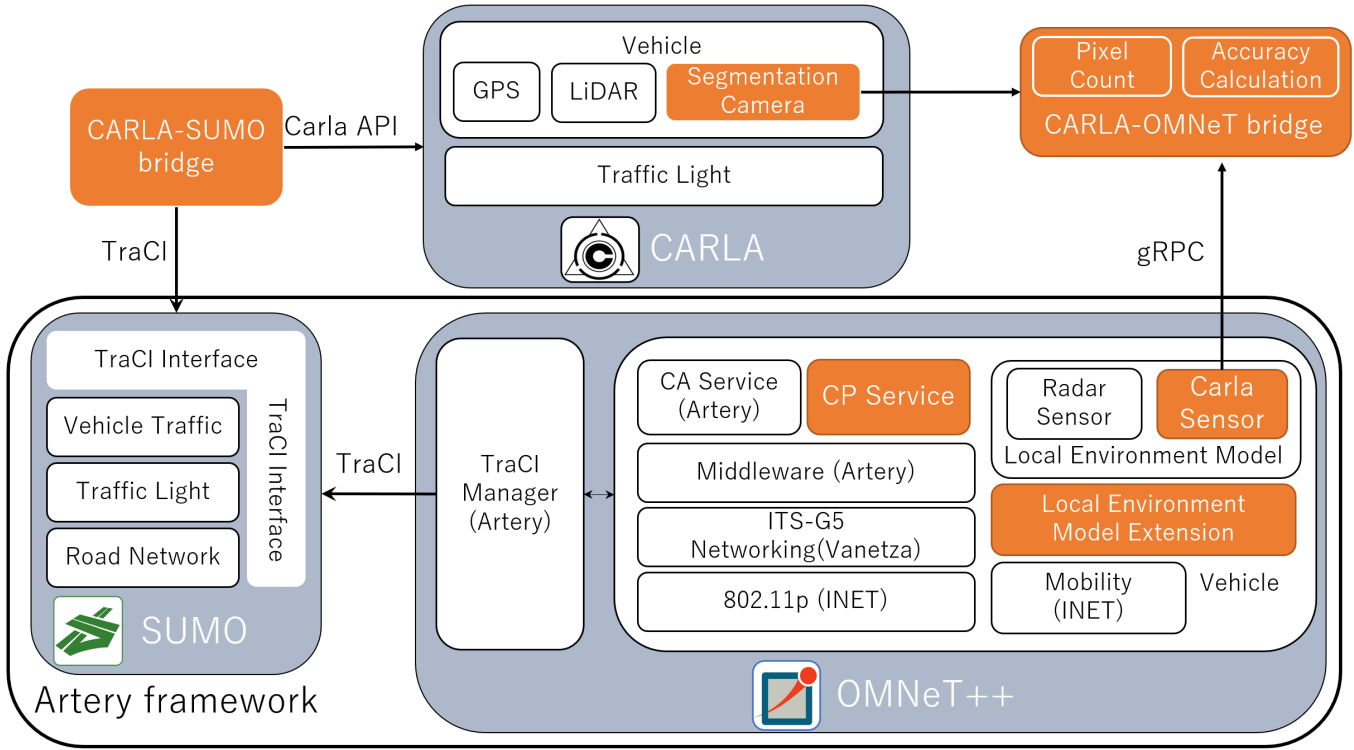 Vehicle
GPS
LiDAR
Segmentation
Camera
Traffic Light
CARLA
Pixel
Count
Accuracy
Calculation
CARLA-OMNeT bridge
CARLA-SUMO
bridge
Carla API
TraCI
gRPC
TraCI Interface
TraCI Interface
Vehicle Traffic
Traffic Light
Road Network
SUMO
Artery framework
TraCI
TraCI
Manager
(Artery)
CA Service
(Artery)
CP Service
Middleware (Artery)
ITS-G5
Networking(Vanetza)
802.11p (INET)
Radar
Sensor
Carla
Sensor
Local Environment Model
Local Environment
Model Extension
Mobility
(INET)
Vehicle
OMNeT++